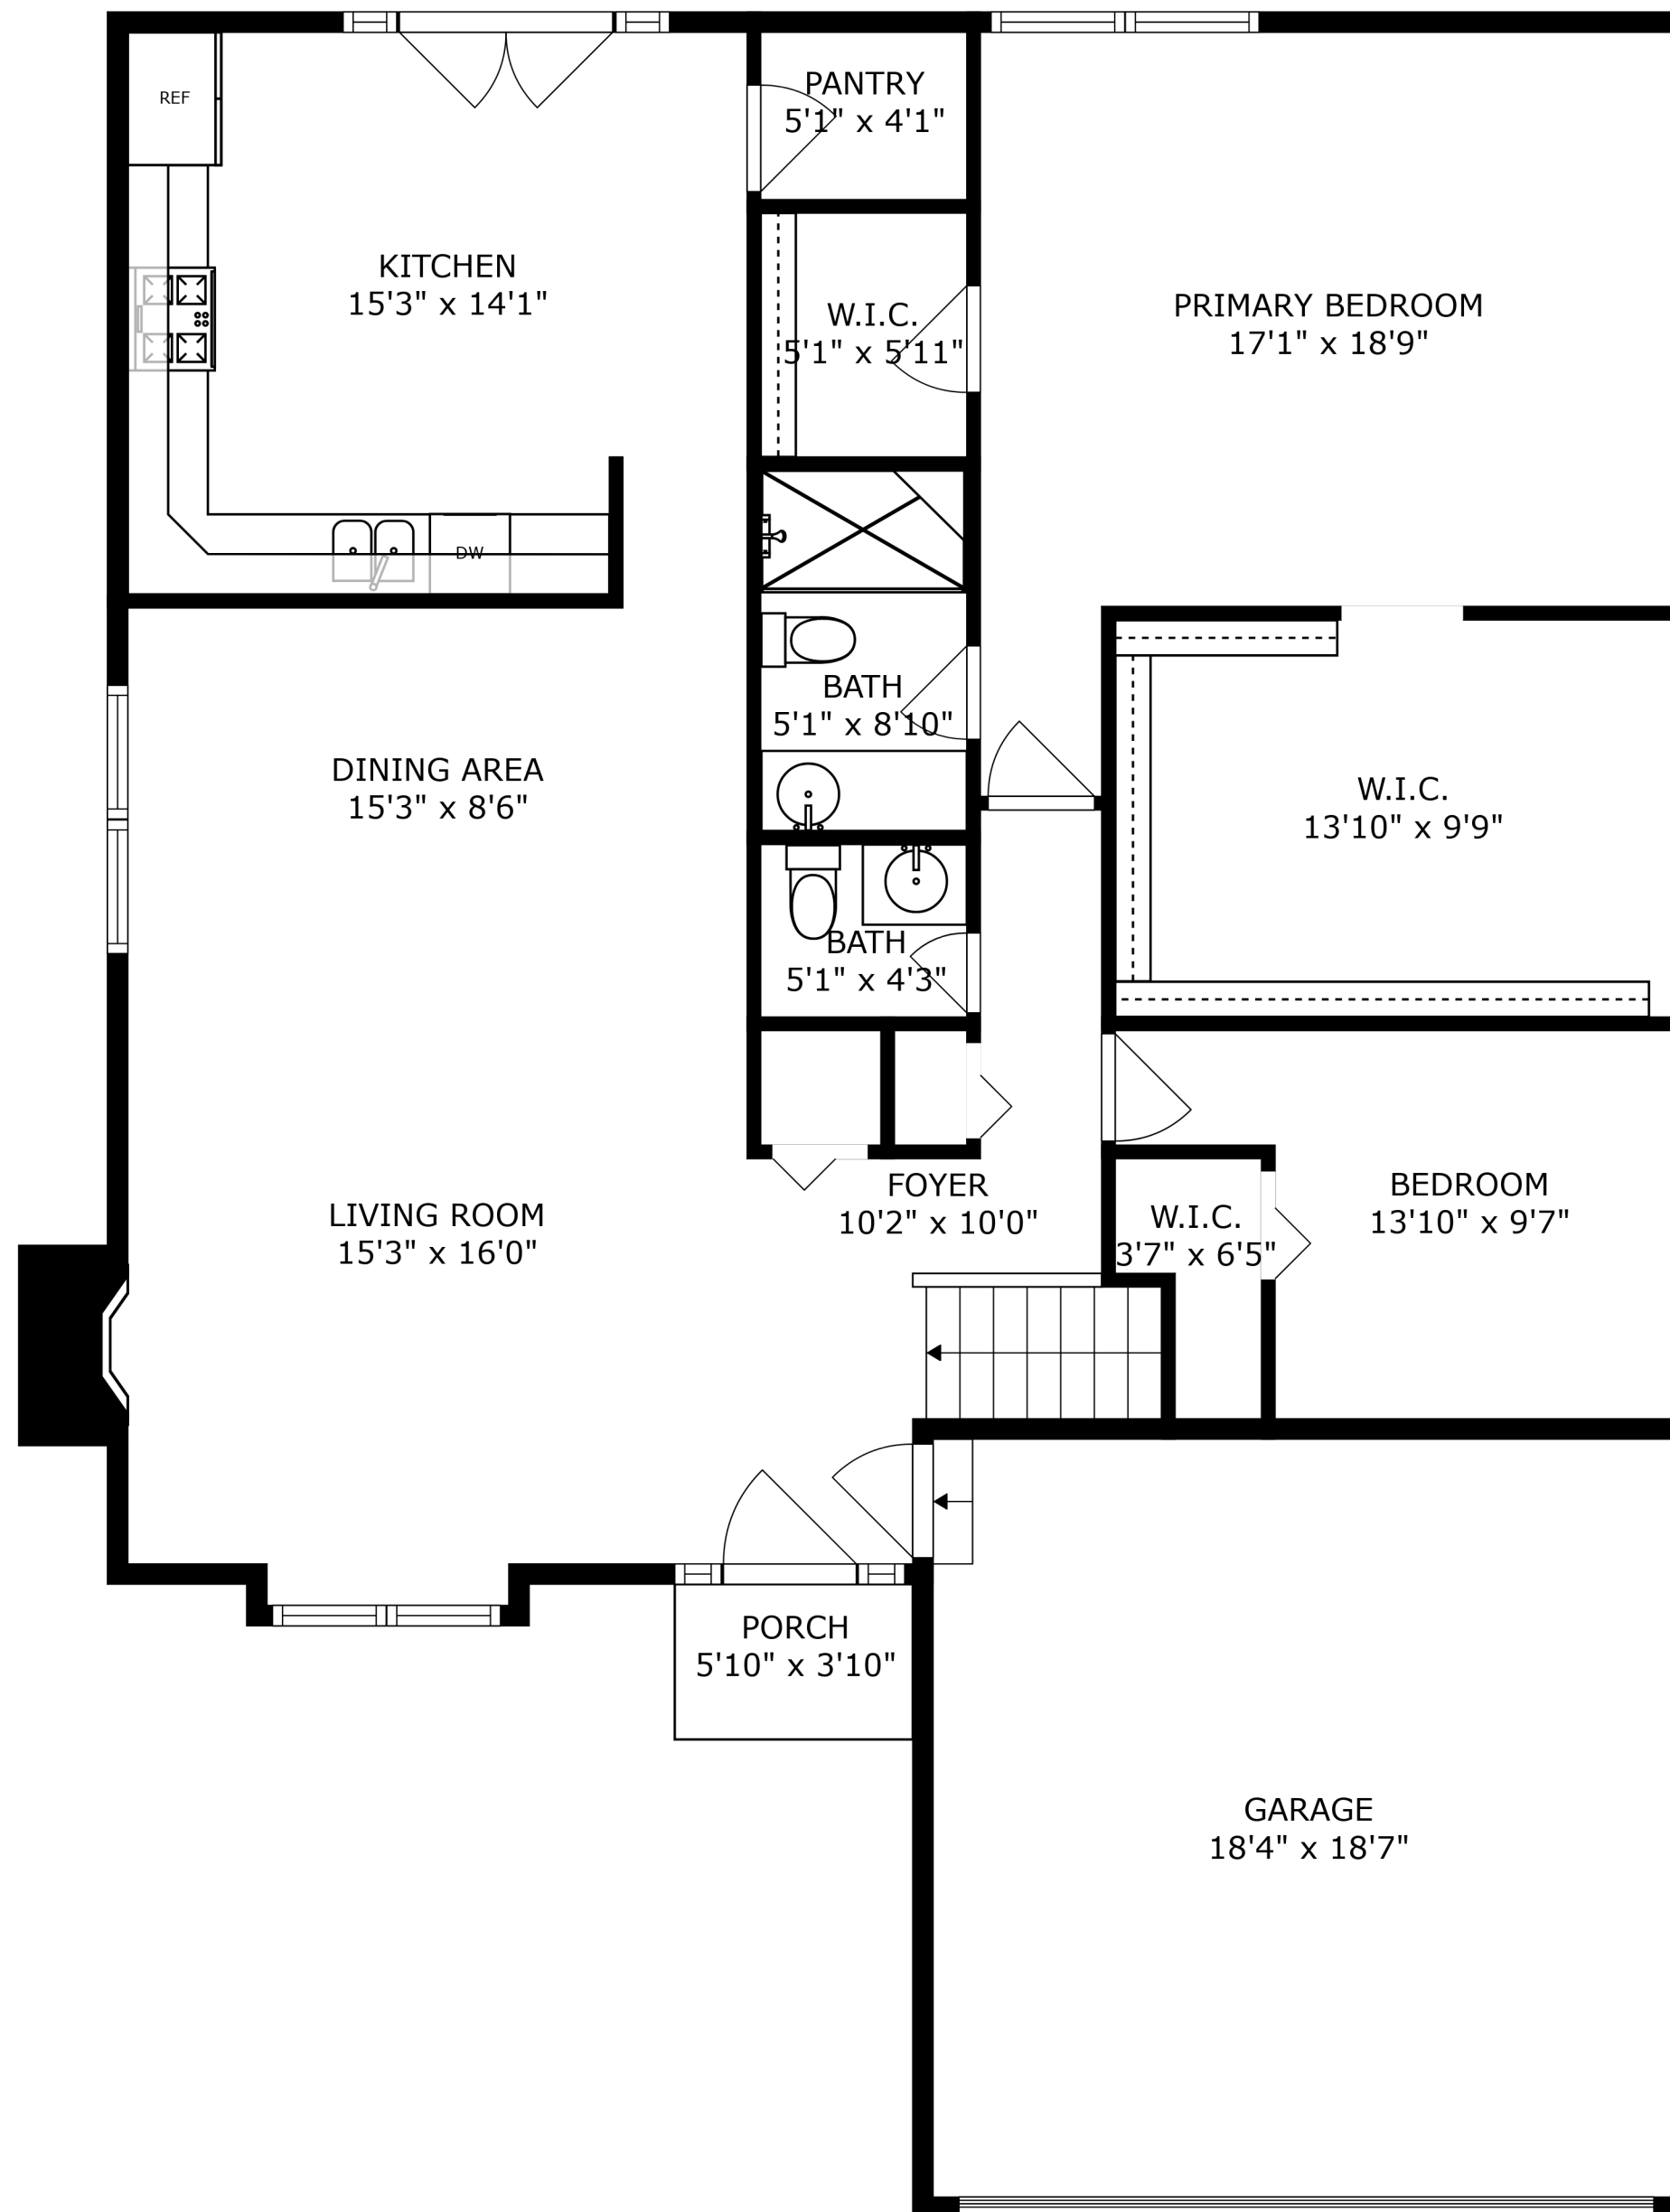 REF
PANTRY
5'1" x 4'1"
KITCHEN
15'3" x 14'1"
W.I.C.
5'1" x 5'11"
PRIMARY BEDROOM
17'1" x 18'9"
DW
BATH
5'1" x 8'10"
DINING AREA
15'3" x 8'6"
W.I.C.
13'10" x 9'9"
BATH
5'1" x 4'3"
LIVING ROOM
15'3" x 16'0"
FOYER
10'2" x 10'0"
W.I.C.
3'7" x 6'5"
BEDROOM
13'10" x 9'7"
PORCH
5'10" x 3'10"
GARAGE
18'4" x 18'7"